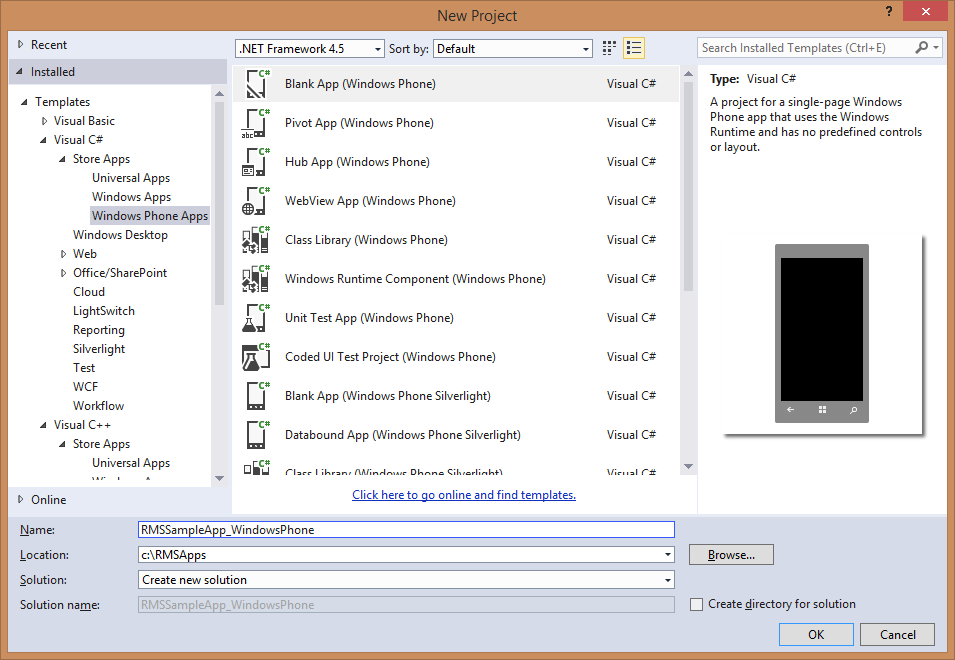 New Project
?
Recent
Installed
Templates
Visual Basic
Visual C#
Store Apps
Universal Apps
Windows Apps
Windows Phone Apps
Windows Desktop
Web
Office/SharePoint
Cloud
LightSwitch
Reporting
Silverlight
Test
WCF
Workflow
Visual C++
Store Apps
Universal Apps
Online
.NET Framework 4.5 Sort by: Default
Blank App (Windows Phone) Visual C#
Pivot App (Windows Phone) Visual C#
Hub App (Windows Phone) Visual C#
WebView App (Windows Phone) Visual C#
Class Library (Windows Phone) Visual C#
Windows Runtime Component (Windows Phone) Visual C#
Unit Test App (Windows Phone) Visual C#
Coded UI Test Project (Windows Phone) Visual C#
Blank App (Windows Phone Silverlight) Visual C#
Databound App (Windows Phone Silverlight) Visual C#
Class Library (Windows Phone Silverlight) Visual C#
Click here to go online and find templates.
Search Installed Templates (Ctrl+E)
Type: Visual C#
A project for a single-page Windows
Phone app that uses the Windows
Runtime and has no predefined controls
or layout.
Name: RMSSampleApp_WindowsPhone
Location: c:\RMSApps Browse...
Solution: Create new solution
Solution name: RMSSampleApp_WindowsPhone
Create directory for solution
OK Cancel